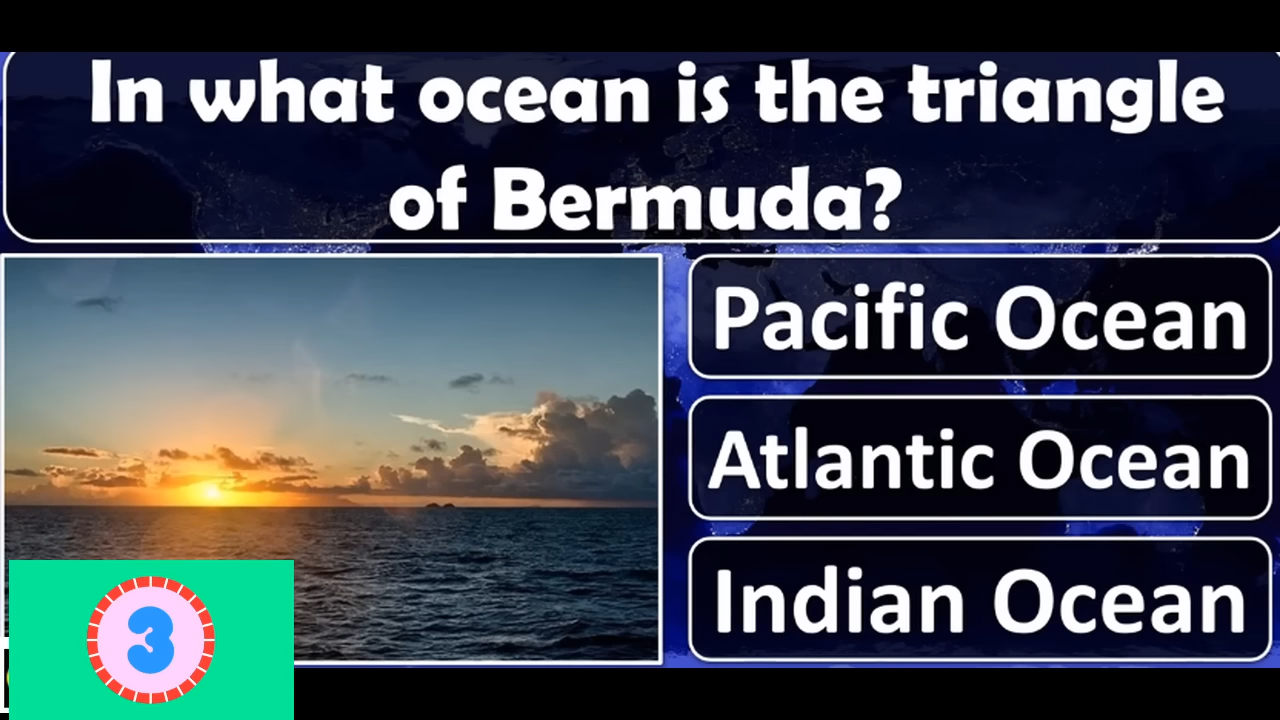 In what ocean is the triangle
of Bermuda?
Pacific Ocean
Atlantic Ocean
Indian Ocean
3